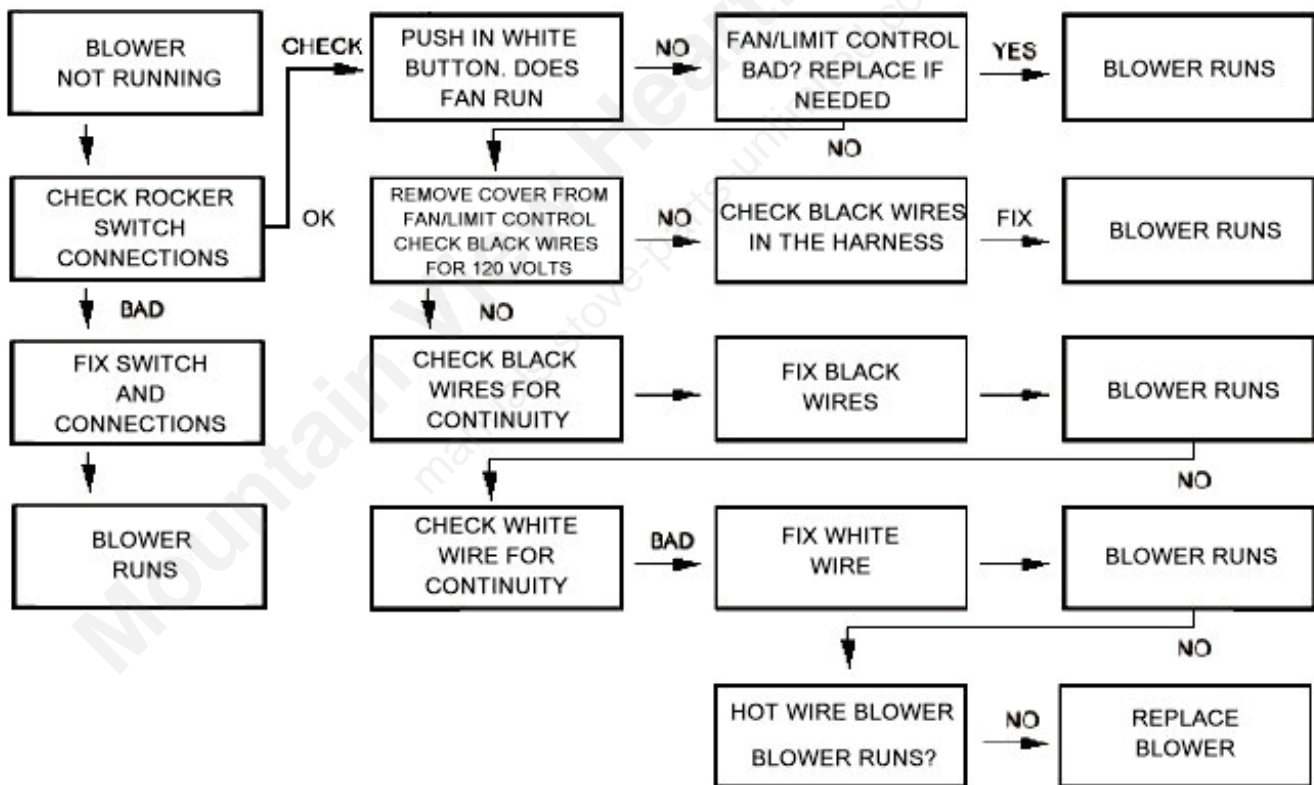 BLOWER
NOT RUNNING
CHECK
PUSH IN WHITE
BUTTON. DOES
FAN RUN
NO
FAN/LIMIT CONTROL
BAD? REPLACE IF
NEEDED
YES
BLOWER RUNS
NO
CHECK ROCKER
SWITCH
CONNECTIONS
OK
REMOVE COVER FROM
FAN/LIMIT CONTROL
CHECK BLACK WIRES
FOR 120 VOLTS
NO
CHECK BLACK WIRES
IN THE HARNESS
FIX
BLOWER RUNS
BAD
NO
FIX SWITCH
AND
CONNECTIONS
CHECK BLACK
WIRES FOR
CONTINUITY
FIX BLACK
WIRES
BLOWER RUNS
NO
BLOWER
RUNS
CHECK WHITE
WIRE FOR
CONTINUITY
BAD
FIX WHITE
WIRE
BLOWER RUNS
NO
HOT WIRE BLOWER
BLOWER RUNS?
NO
REPLACE
BLOWER
Mountain View